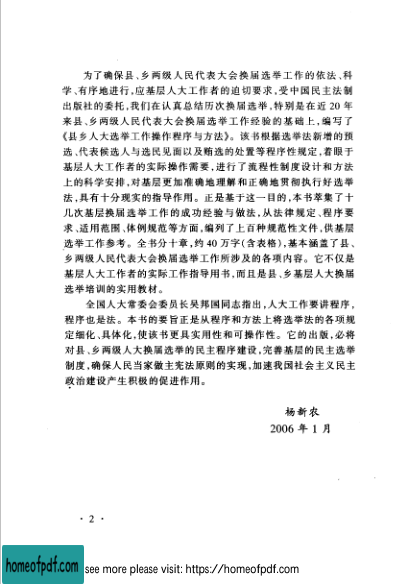 为了确保县、乡两级人民代表大会换届选举工作的依法、科
学、有序地进行，应基层人大工作者的迫切要求，受中国民主法制
出版社的委托，我们在认真总结历次换届选举，特别是在近 20 年
来县、乡两级人民代表大会换届选举工作经验的基础上，编写了
《县乡人大选举工作操作程序与方法》。该书根据选举法新增的预
选、代表候选人与选民见面以及贿选的处置等程序性规定，着眼于
基层人大工作者的实际操作需要，进行了流程性制度设计和方法
上的科学安排，对基层更加准确地理解和正确地贯彻执行好选举
法，具有十分现实的指导作用。正是基于这一目的，本书萃集了十
几次基层换届选举工作的成功经验与做法，从法律规定、程序要
求、适用范围、体例规范等方面，编列了上百种规范性文件，供基层
选举工作参考。全书分十章，约 40 万字（含表格），基本涵盖了县、
乡两级人民代表大会换届选举工作所涉及的各项内容。它不仅是
基层人大工作者的实际工作指导用书，而且是县、乡基层人大换届
选举培训的实用教材。
全国人大常委会委员长吴邦国同志指出，人大工作要讲程序，
程序也是法。本书的要旨正是从程序和方法上将选举法的各项规
定细化、具体化，使该书更具实用性和可操作性。它的出版，必将
对县、乡两级人大换届选举的民主程序建设，完善基层的民主选举
制度，确保人民当家做主宪法原则的实现，加速我国社会主义民主
政治建设产生积极的促进作用。
杨新农
2006 年 1 月
· 2 ·
homeofpdf.com
see more please visit: https://homeofpdf.com